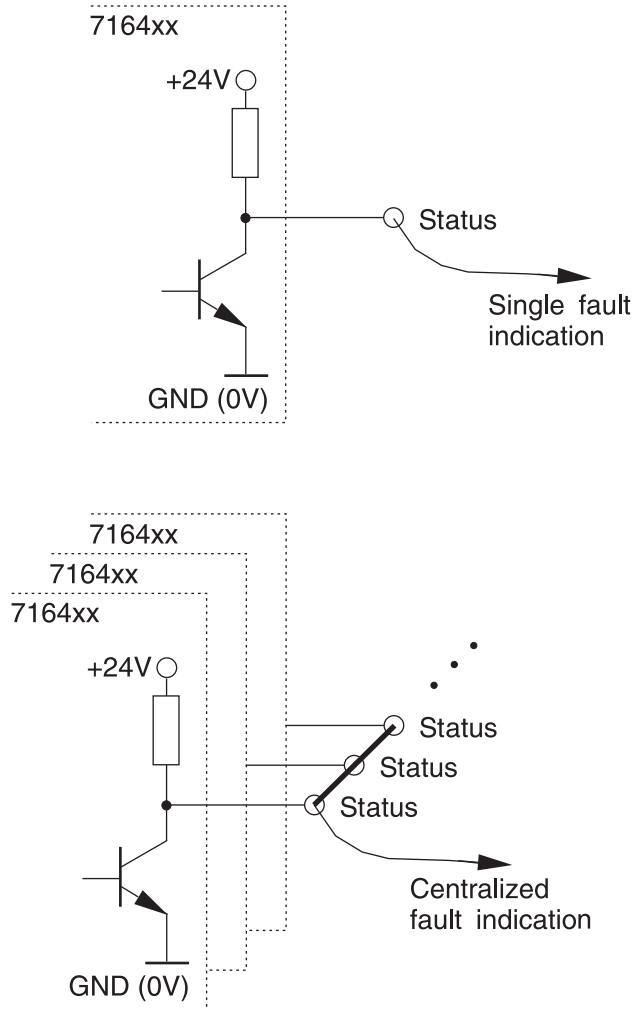 7164xx
+24V
Status
Single fault
indication
GND (0V)
7164xx
7164xx
7164xx
+24V
Status
Status
Status
Centralized
fault indication
GND (0V)